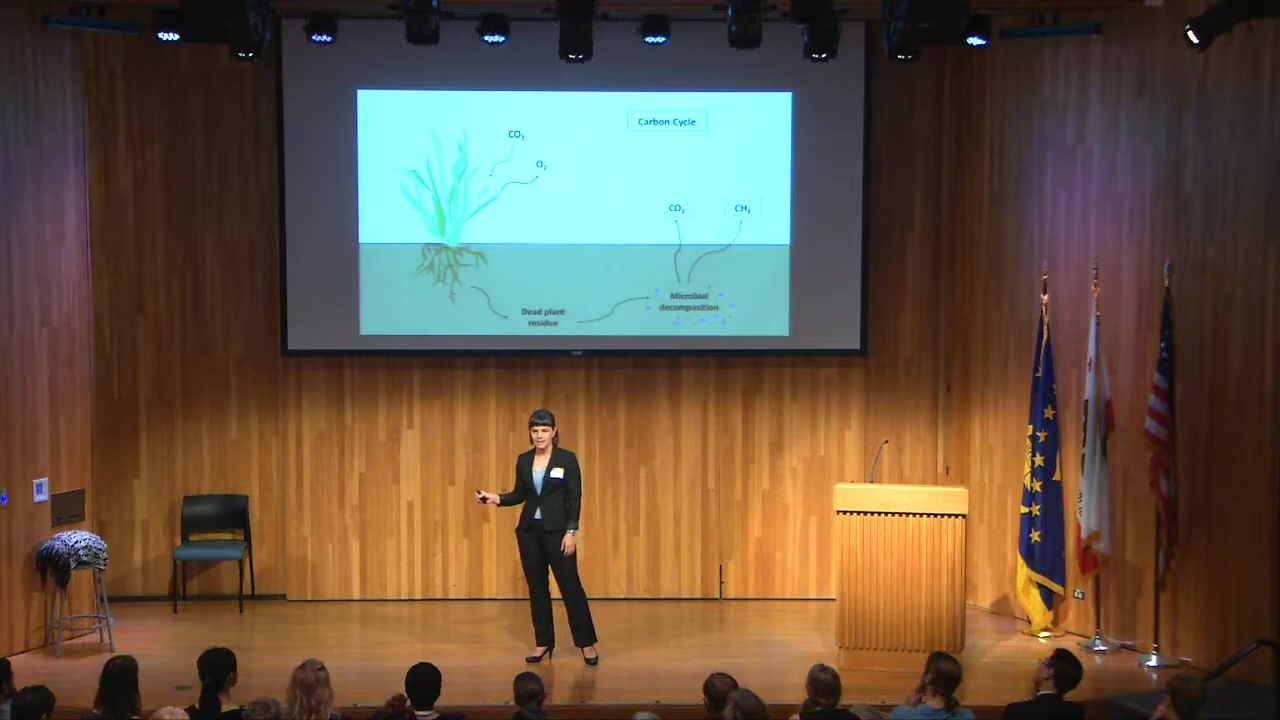 Carbon Cycle
CO₂
O₂
CO₂
CH₄
Microbial
decomposition
Dead plant
residue